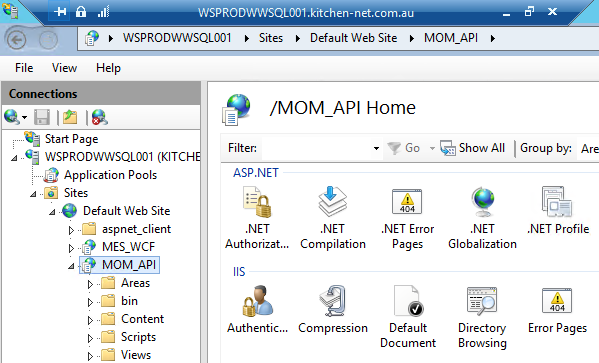 WSPRODWWSQL001.kitchen-net.com.au
WSPRODWWSQL001 Sites Default Web Site MOM_API
File View Help
Connections
Start Page
WSPRODWWSQL001 (KITCHE
Application Pools
Sites
Default Web Site
aspnet_client
MES_WCF
MOM_API
Areas
bin
Content
Scripts
Views
/MOM_API Home
Filter: Go Show All Group by: Are
ASP.NET
.NET Authorizat...
.NET Compilation
404
.NET Error Pages
.NET Globalization
.NET Profile
IIS
Authentic...
Compression
Default Document
Directory Browsing
404
Error Pages